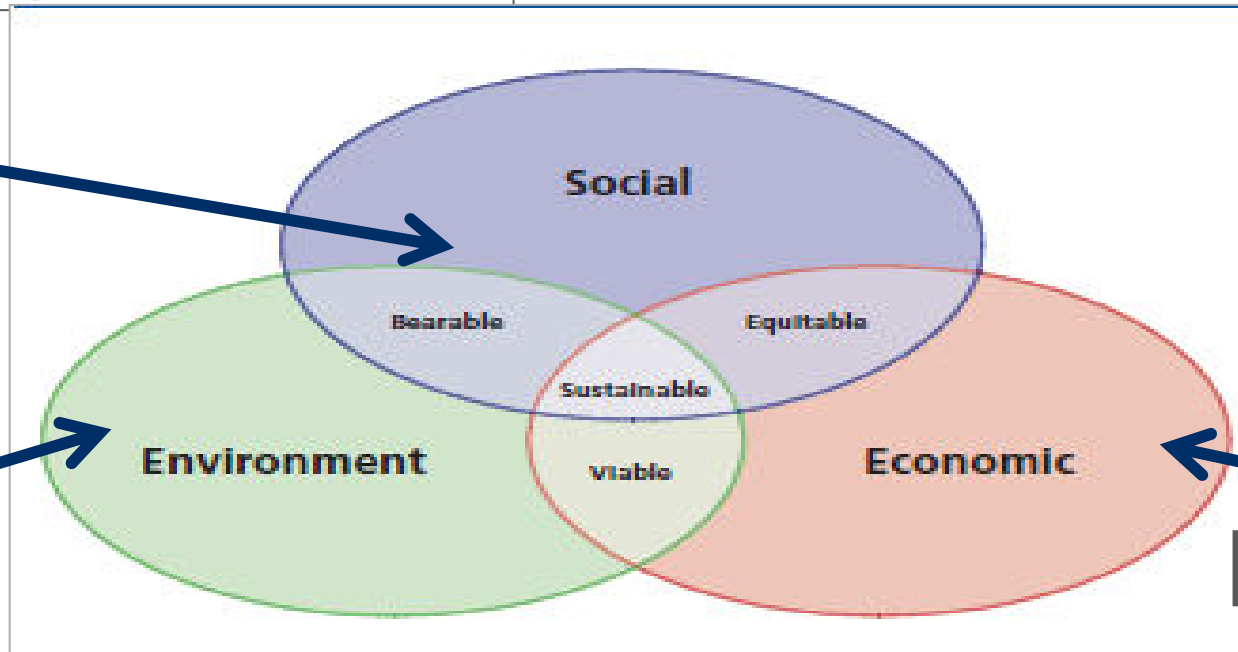 Social
Bearable
Equitable
Sustainable
Environment
Viable
Economic